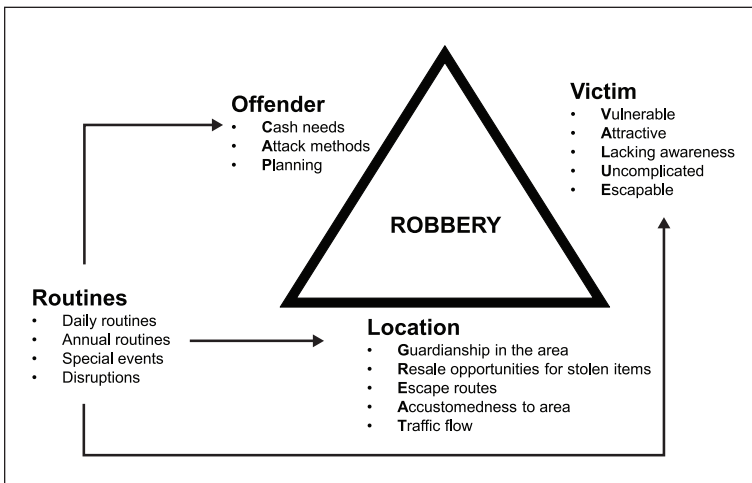 Offender
• Cash needs
• Attack methods
• Planning
Victim
• Vulnerable
• Attractive
• Lacking awareness
• Uncomplicated
• Escapable
ROBBERY
Routines
• Daily routines
• Annual routines
• Special events
• Disruptions
Location
• Guardianship in the area
• Resale opportunities for stolen items
• Escape routes
• Accustomedness to area
• Traffic flow